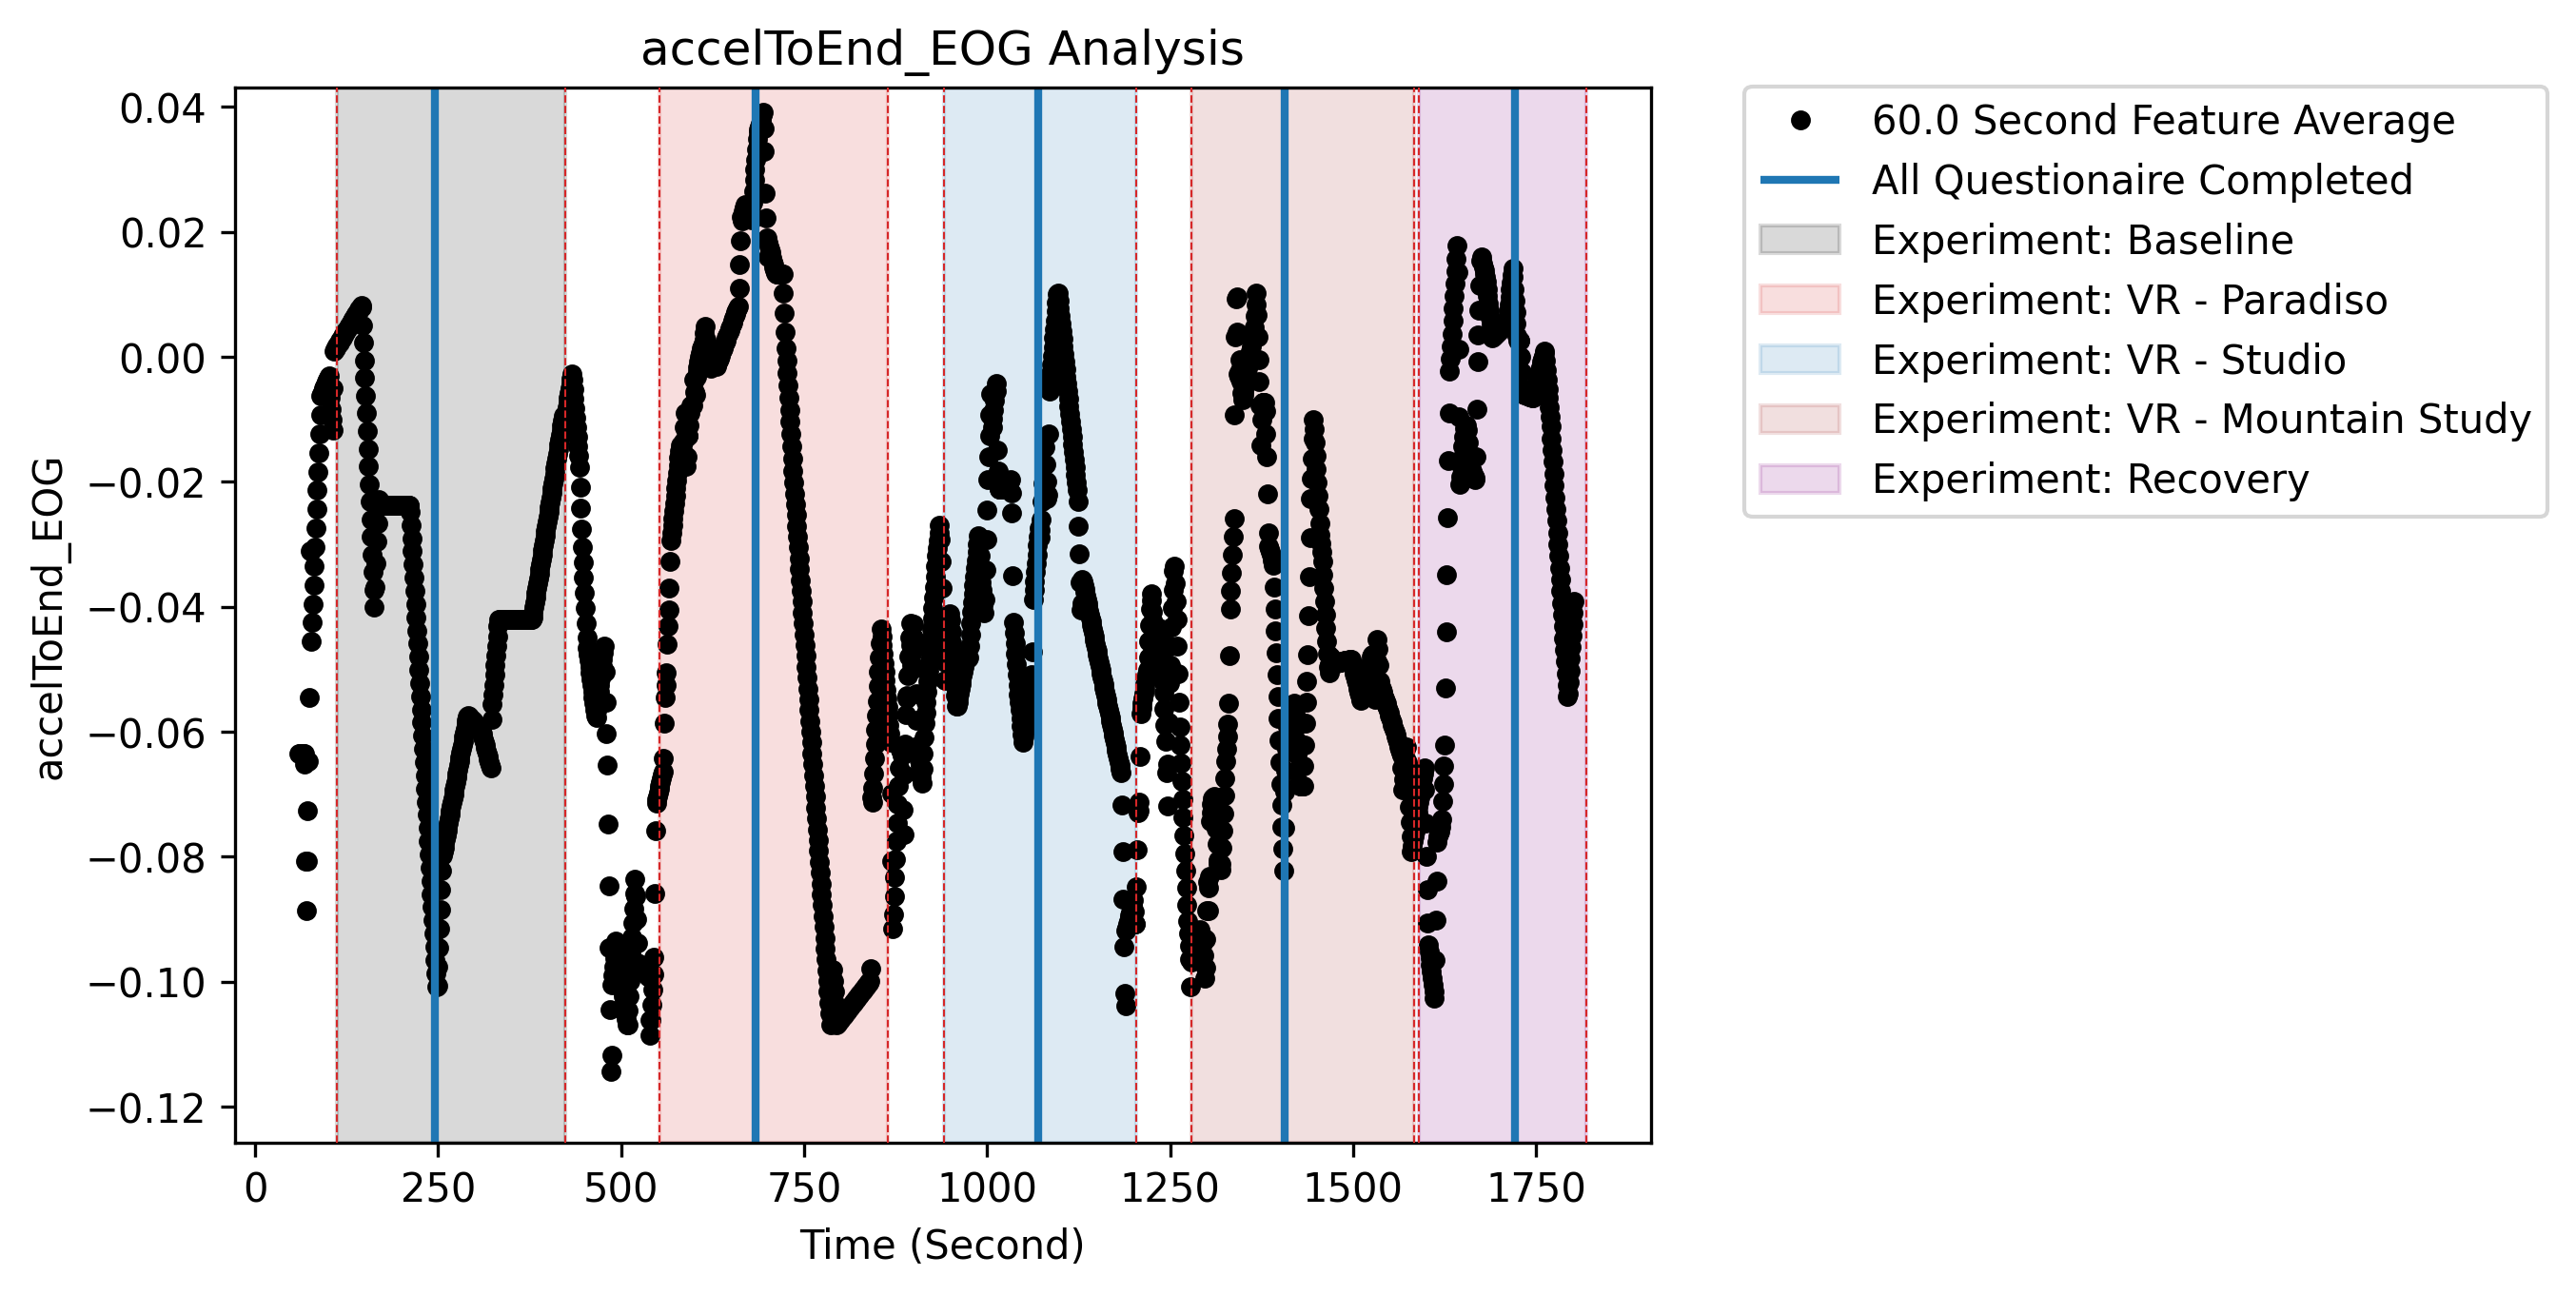 accelToEnd_EOG Analysis
0.04
0.02
0.00
−0.02
−0.04
−0.06
−0.08
−0.10
−0.12
accelToEnd_EOG
0
250
500
750
1000
1250
1500
1750
Time (Second)
60.0 Second Feature Average
All Questionaire Completed
Experiment: Baseline
Experiment: VR - Paradiso
Experiment: VR - Studio
Experiment: VR - Mountain Study
Experiment: Recovery